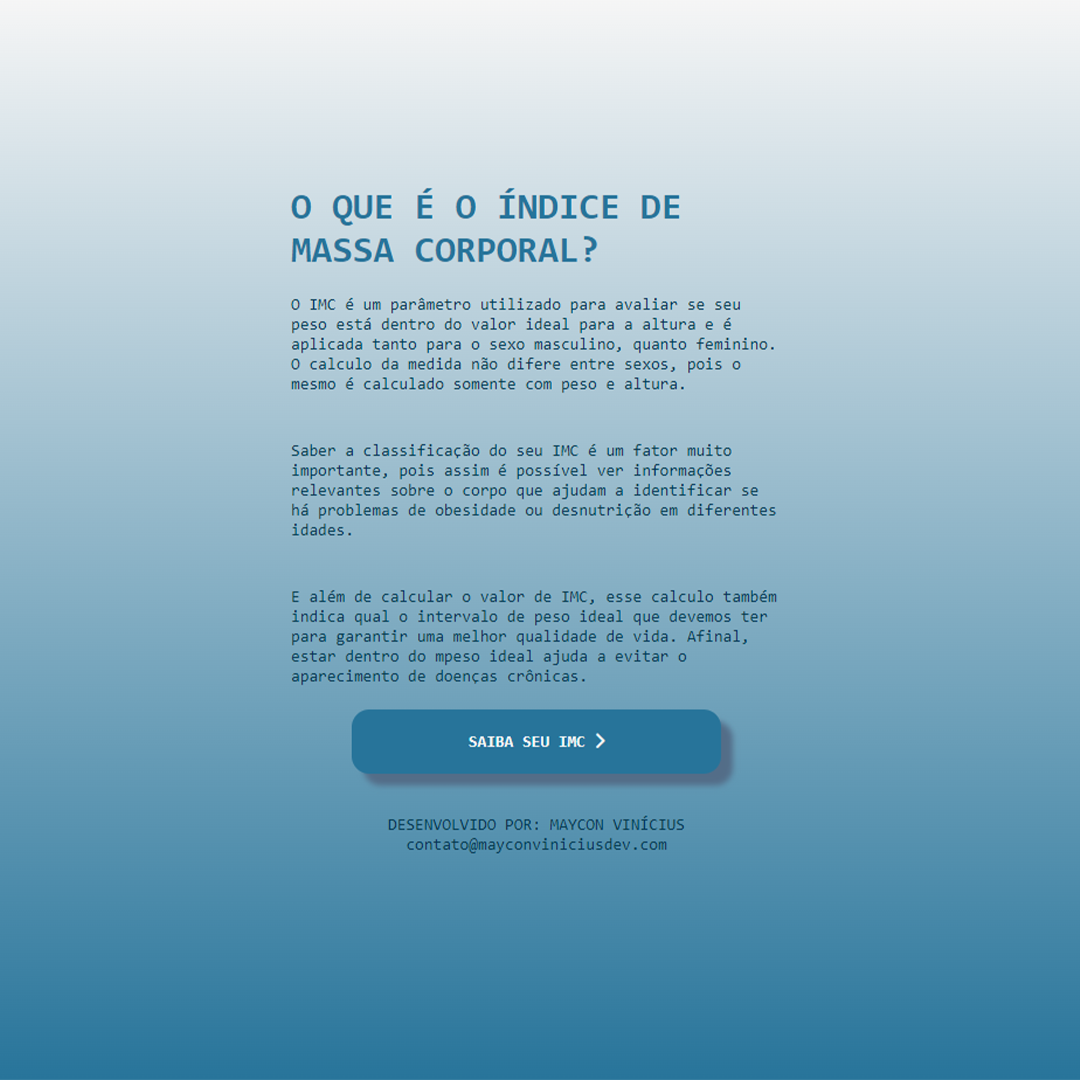 O QUE É O ÍNDICE DE
MASSA CORPORAL?
O IMC é um parâmetro utilizado para avaliar se seu
peso está dentro do valor ideal para a altura e é
aplicada tanto para o sexo masculino, quanto feminino.
O calculo da medida não difere entre sexos, pois o
mesmo é calculado somente com peso e altura.
Saber a classificação do seu IMC é um fator muito
importante, pois assim é possível ver informações
relevantes sobre o corpo que ajudam a identificar se
há problemas de obesidade ou desnutrição em diferentes
idades.
E além de calcular o valor de IMC, esse calculo também
indica qual o intervalo de peso ideal que devemos ter
para garantir uma melhor qualidade de vida. Afinal,
estar dentro do mpeso ideal ajuda a evitar o
aparecimento de doenças crônicas.
SAIBA SEU IMC
DESENVOLVIDO POR: MAYCON VINÍCIUS
contato@mayconviniciusdev.com